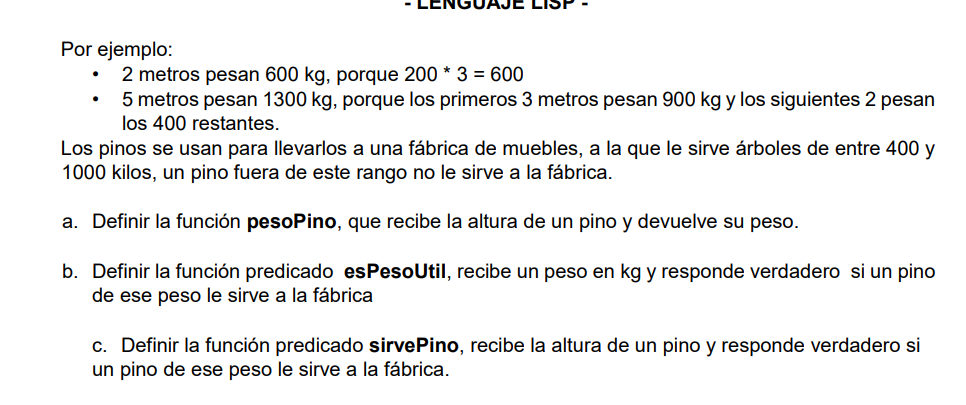 - LENGUAJE LISP -
Por ejemplo:
• 2 metros pesan 600 kg, porque 200 * 3 = 600
• 5 metros pesan 1300 kg, porque los primeros 3 metros pesan 900 kg y los siguientes 2 pesan
los 400 restantes.
Los pinos se usan para llevarlos a una fábrica de muebles, a la que le sirve árboles de entre 400 y
1000 kilos, un pino fuera de este rango no le sirve a la fábrica.
a. Definir la función pesoPino, que recibe la altura de un pino y devuelve su peso.
b. Definir la función predicado esPesoUtil, recibe un peso en kg y responde verdadero si un pino
de ese peso le sirve a la fábrica
c. Definir la función predicado sirvePino, recibe la altura de un pino y responde verdadero si
un pino de ese peso le sirve a la fábrica.